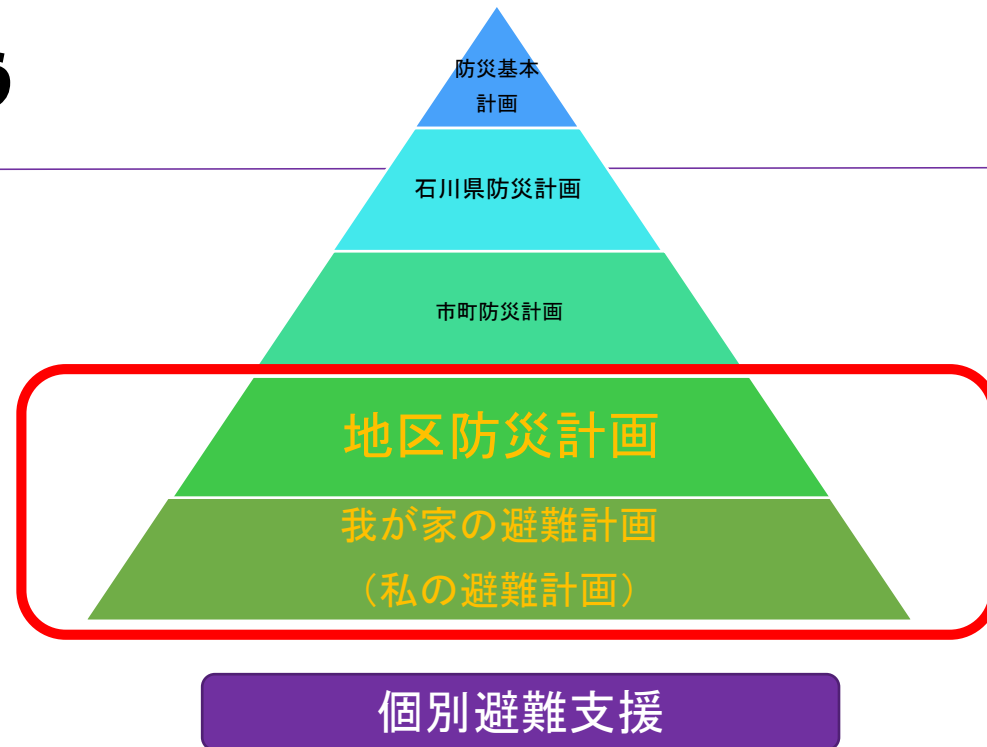 防災基本
計画
石川県防災計画
市町防災計画
地区防災計画
我が家の避難計画
（私の避難計画）
個別避難支援